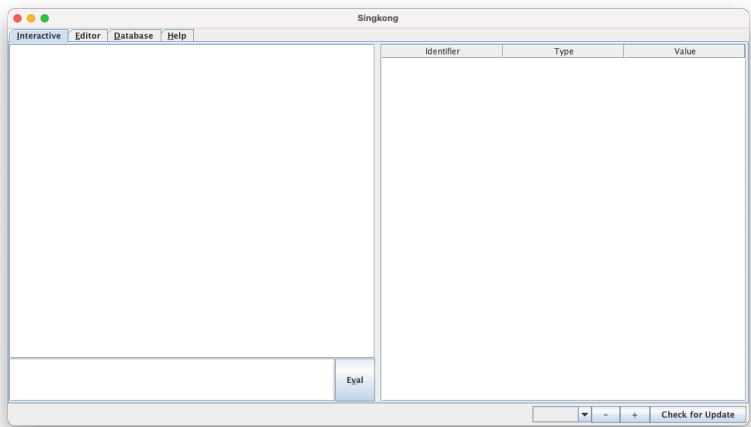 Singkong
Interactive Editor Database Help
Identifier Type Value
Eval
- + Check for Update